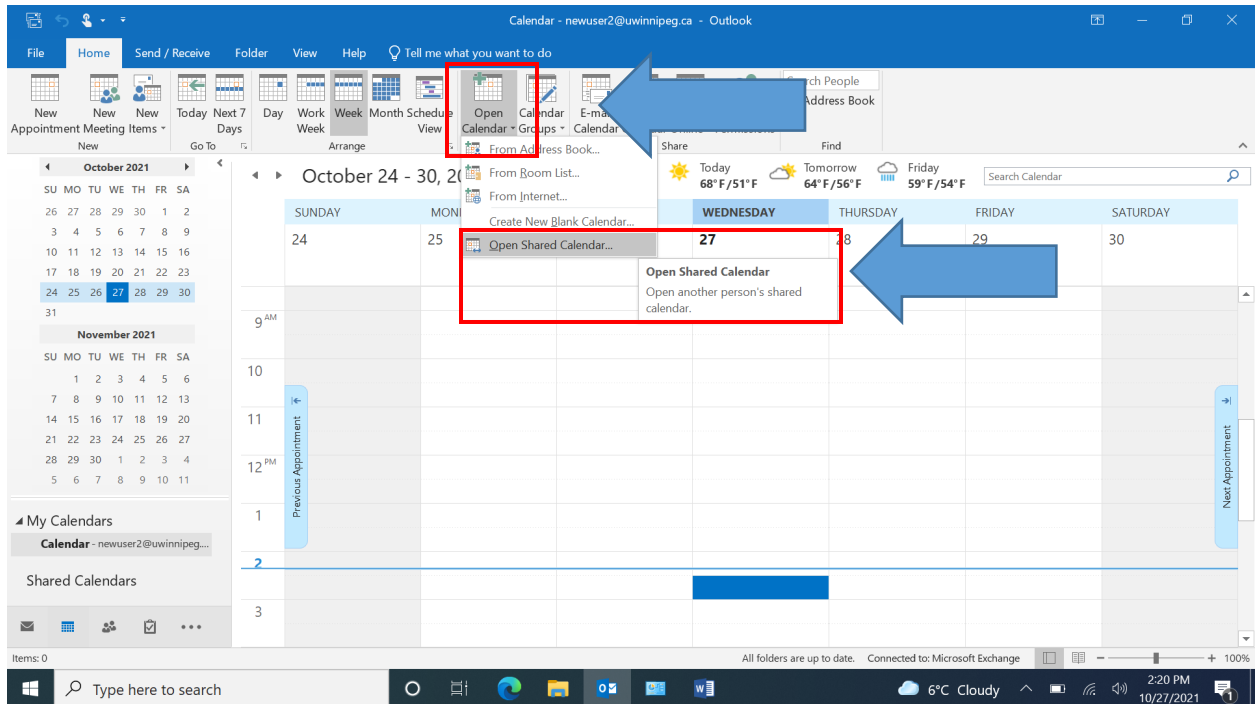 Calendar - newuser2@uwinnipeg.ca - Outlook
File Home Send / Receive Folder View Help Tell me what you want to do
New Appointment
New Meeting
New Items
Today
Next 7 Days
Day
Work Week
Week
Month
Schedule View
Open Calendar
Calendar Groups
Calendar
Search People
Address Book
New
Go To
Arrange
Share
Find
From Address Book...
From Room List...
From Internet...
Create New Blank Calendar...
Open Shared Calendar...
Open Shared Calendar
Open another person's shared
calendar.
October 2021
SU MO TU WE TH FR SA
26 27 28 29 30 1 2
3 4 5 6 7 8 9
10 11 12 13 14 15 16
17 18 19 20 21 22 23
24 25 26 27 28 29 30
31
November 2021
SU MO TU WE TH FR SA
1 2 3 4 5 6
7 8 9 10 11 12 13
14 15 16 17 18 19 20
21 22 23 24 25 26 27
28 29 30 1 2 3 4
5 6 7 8 9 10 11
My Calendars
Calendar - newuser2@uwinnipeg....
Shared Calendars
October 24 - 30,
Today
68°F/51°F
Tomorrow
64°F/56°F
Friday
59°F/54°F
Search Calendar
SUNDAY WEDNESDAY THURSDAY FRIDAY SATURDAY
24 25 27 28 29 30
9 AM
10
11
12 PM
1
2
3
Previous Appointment
Next Appointment
Items: 0
All folders are up to date. Connected to: Microsoft Exchange
100%
Type here to search
6°C Cloudy
2:20 PM
10/27/2021
1